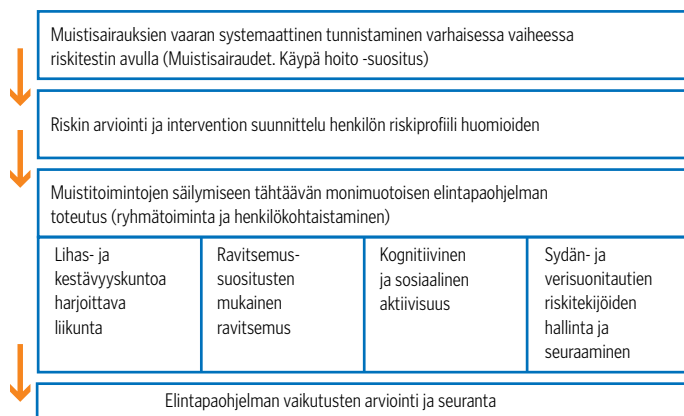 Muistisairauksien vaaran systemaattinen tunnistaminen varhaisessa vaiheessa
riskitestin avulla (Muistisairaudet. Käypä hoito -suositus)
Riskin arviointi ja intervention suunnittelu henkilön riskiprofiili huomioiden
Muistitoimintojen säilymiseen tähtäävän monimuotoisen elintapaohjelman
toteutus (ryhmätoiminta ja henkilökohtaistaminen)
Lihas- ja
kestävyyskuntoa
harjoittava
liikunta
Ravitsemus-
suositusten
mukainen
ravitsemus
Kognitiivinen
ja sosiaalinen
aktiivisuus
Sydän- ja
verisuonitautien
riskitekijöiden
hallinta ja
seuraaminen
Elintapaohjelman vaikutusten arviointi ja seuranta